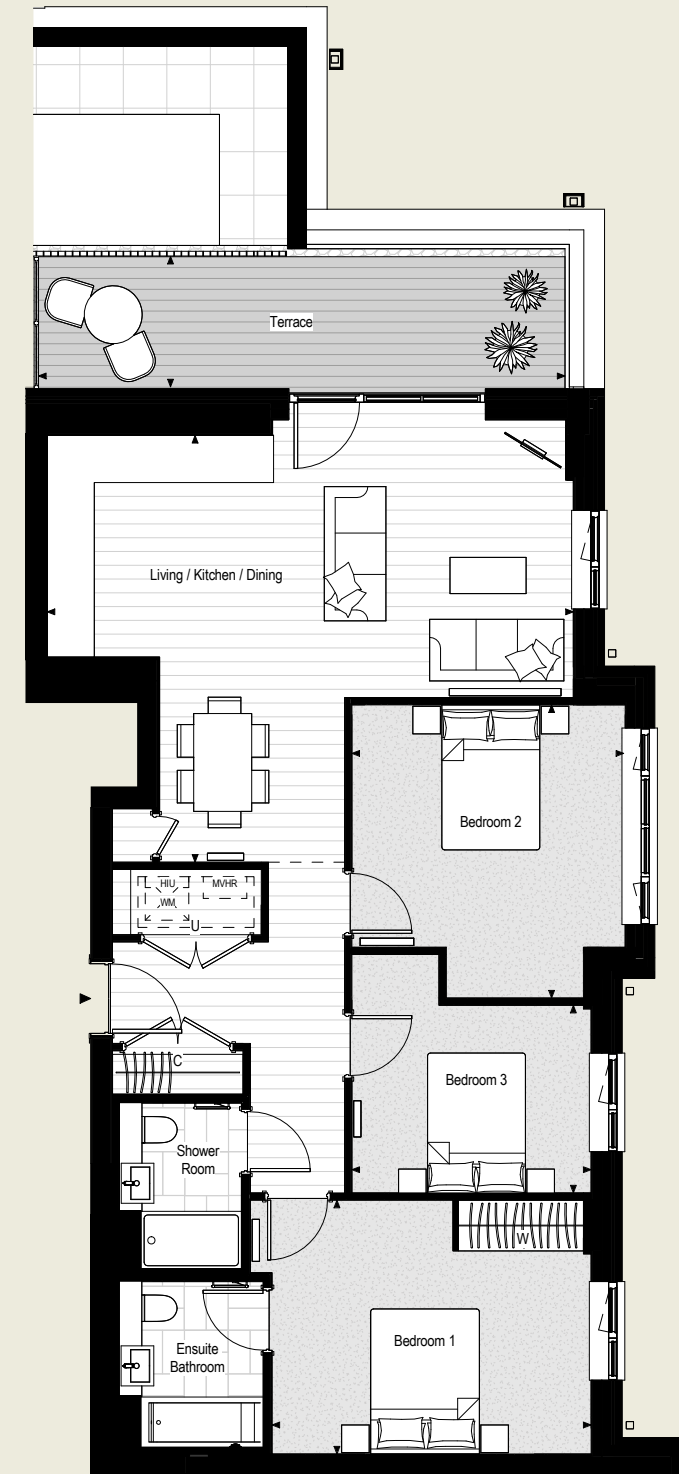 Terrace
Living / Kitchen / Dining
Bedroom 2
HIU
MVHR
WM
U
C
Bedroom 3
Shower
Room
W
Bedroom 1
Ensuite
Bathroom